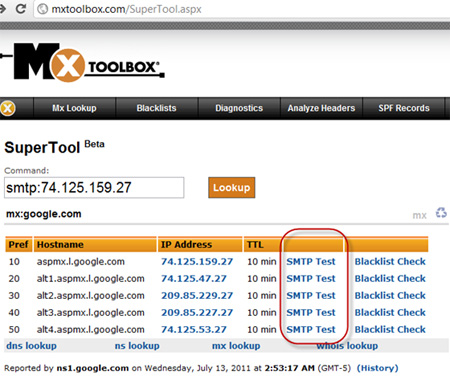 mxtoolbox.com/SuperTool.aspx
Mx TOOLBOX®
X Mx Lookup Blacklists Diagnostics Analyze Headers SPF Records
SuperTool Beta
Command:
smtp:74.125.159.27 Lookup
mx:google.com mx
Pref Hostname IP Address TTL
10 aspmx.l.google.com 74.125.159.27 10 min SMTP Test Blacklist Check
20 alt1.aspmx.l.google.com 74.125.47.27 10 min SMTP Test Blacklist Check
30 alt2.aspmx.l.google.com 209.85.229.27 10 min SMTP Test Blacklist Check
40 alt3.aspmx.l.google.com 209.85.227.27 10 min SMTP Test Blacklist Check
50 alt4.aspmx.l.google.com 74.125.53.27 10 min SMTP Test Blacklist Check
dns lookup ns lookup mx lookup whois lookup
Reported by ns1.google.com on Wednesday, July 13, 2011 at 2:53:17 AM (GMT-5) (History)